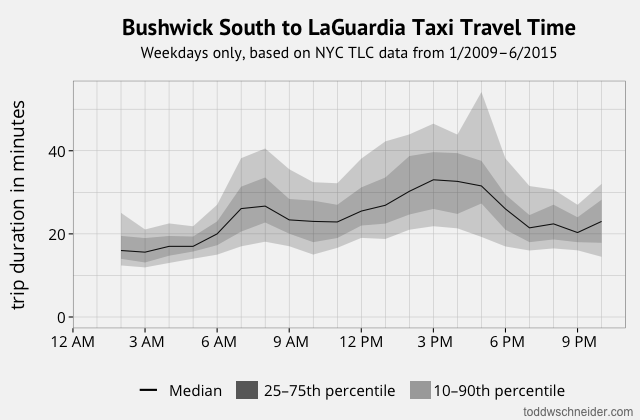 Bushwick South to LaGuardia Taxi Travel Time
Weekdays only, based on NYC TLC data from 1/2009–6/2015
trip duration in minutes
40
20
0
12 AM 3 AM 6 AM 9 AM 12 PM 3 PM 6 PM 9 PM
Median 25–75th percentile 10–90th percentile
toddwschneider.com